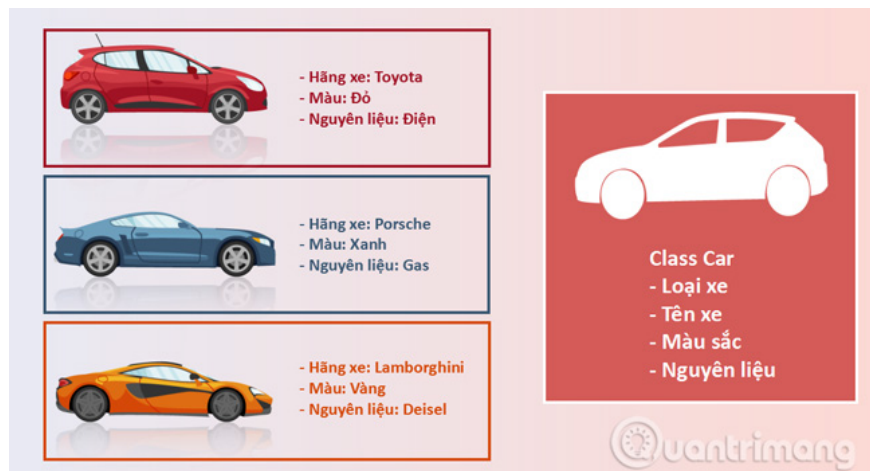 - Hãng xe: Toyota
- Màu: Đỏ
- Nguyên liệu: Điện
- Hãng xe: Porsche
- Màu: Xanh
- Nguyên liệu: Gas
- Hãng xe: Lamborghini
- Màu: Vàng
- Nguyên liệu: Deisel
Class Car
- Loại xe
- Tên xe
- Màu sắc
- Nguyên liệu
Quantrimang